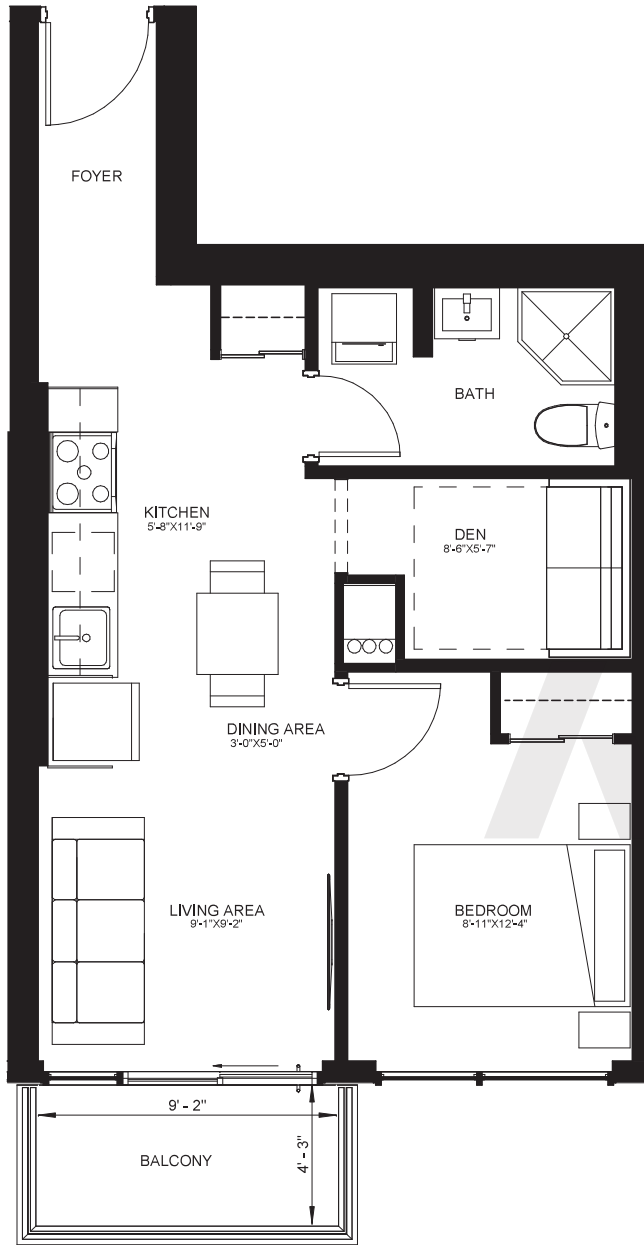 FOYER
BATH
KITCHEN
5'-8"X11'-9"
DEN
8'-6"X5'-7"
DINING AREA
3'-0"X5'-0"
LIVING AREA
9'-1"X9'-2"
BEDROOM
8'-11"X12'-4"
9' - 2"
4' - 3"
BALCONY